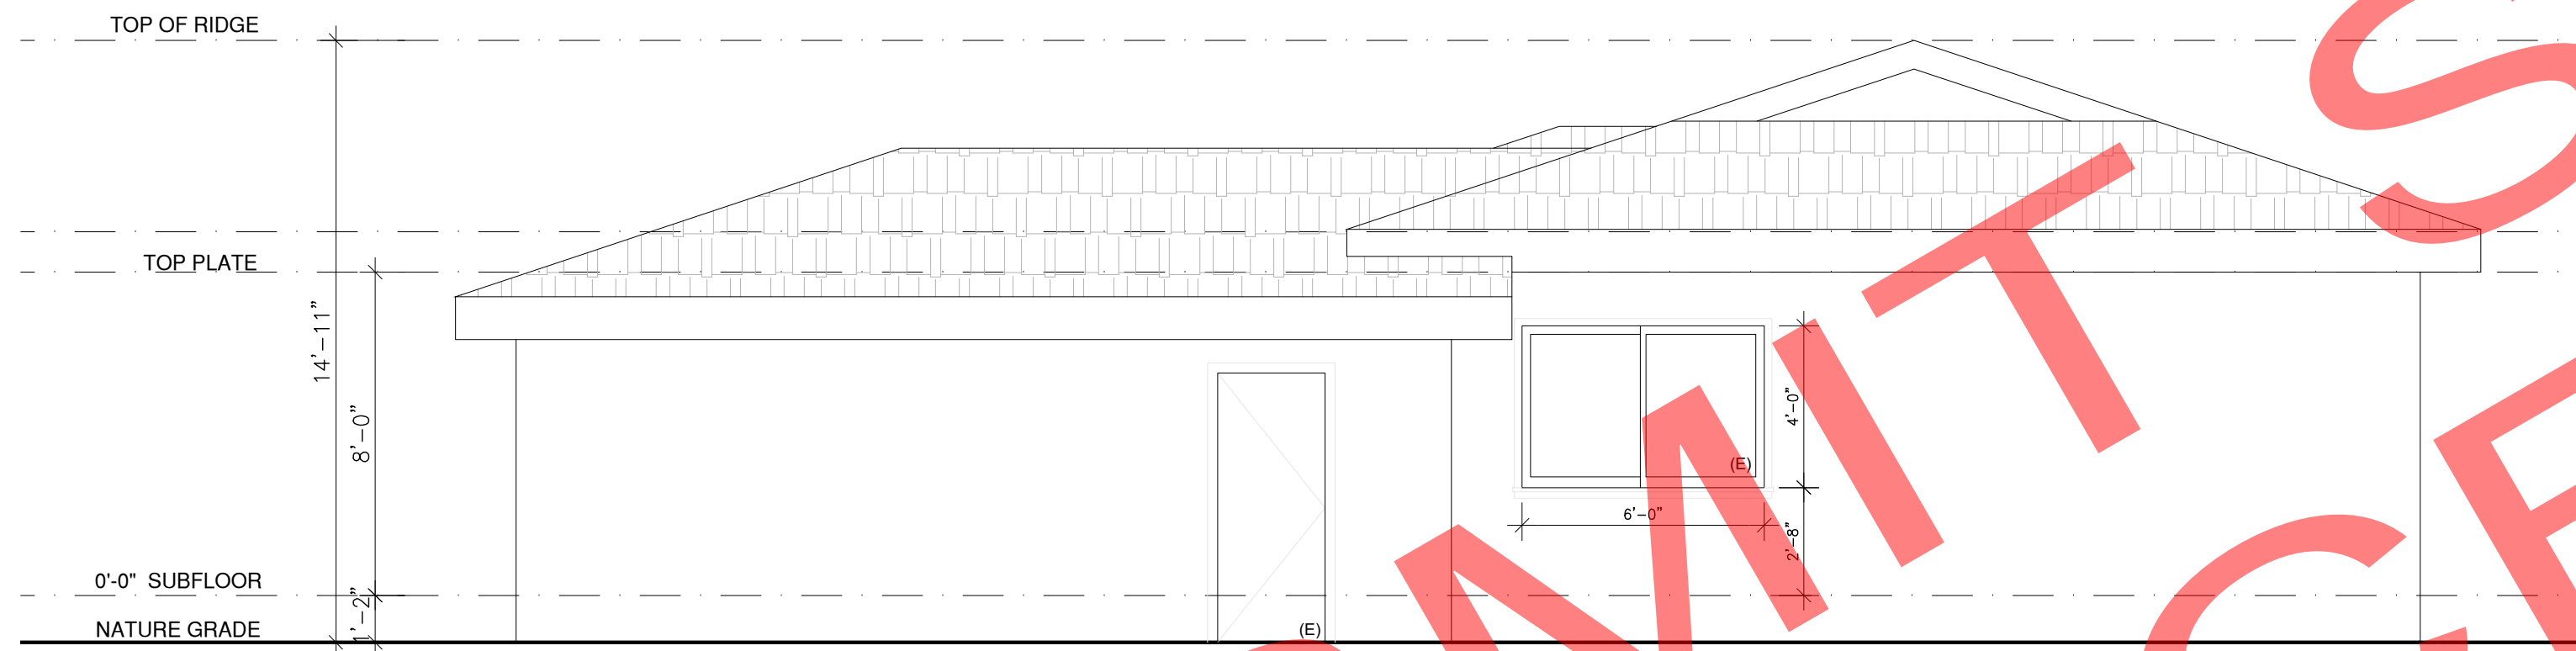 TOP OF RIDGE
TOP PLATE
14'-11"
8'-0"
4'-0"
(E)
6'-0"
2'-8"
0'-0" SUBFLOOR
1'-2"
NATURE GRADE
(E)
MIT